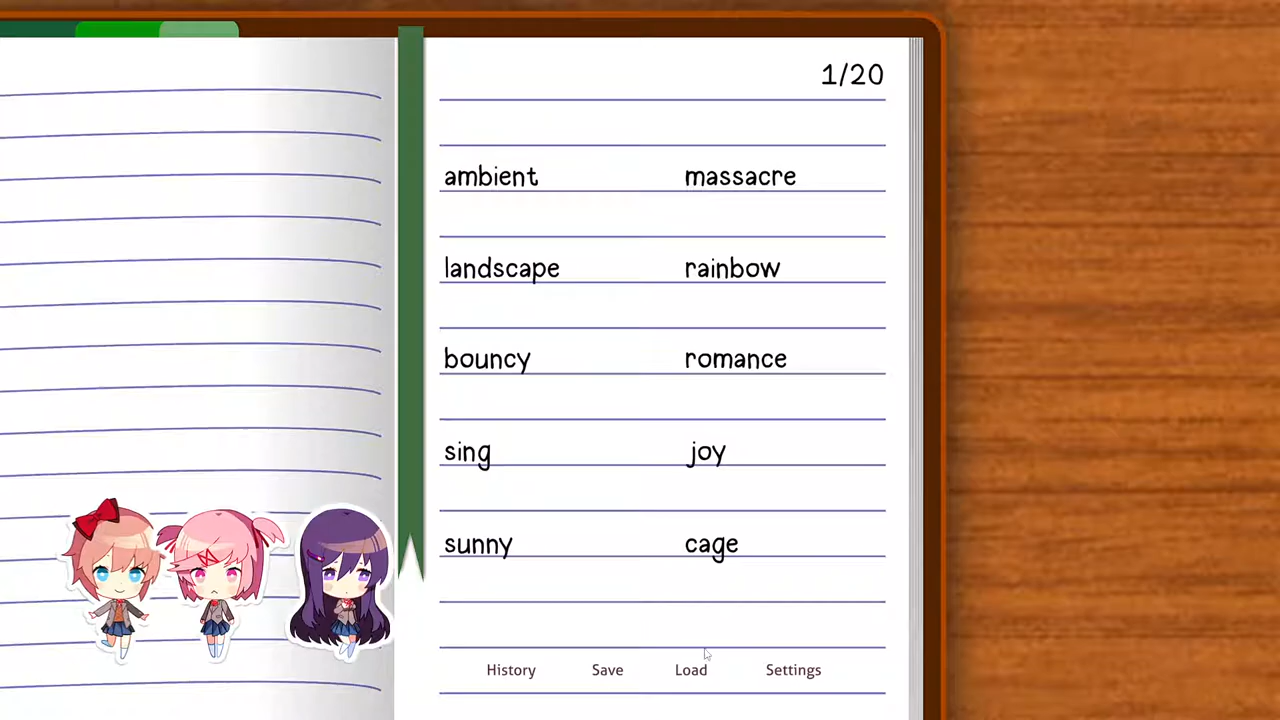 1/20
ambient massacre
landscape rainbow
bouncy romance
sing joy
sunny cage
History Save Load Settings